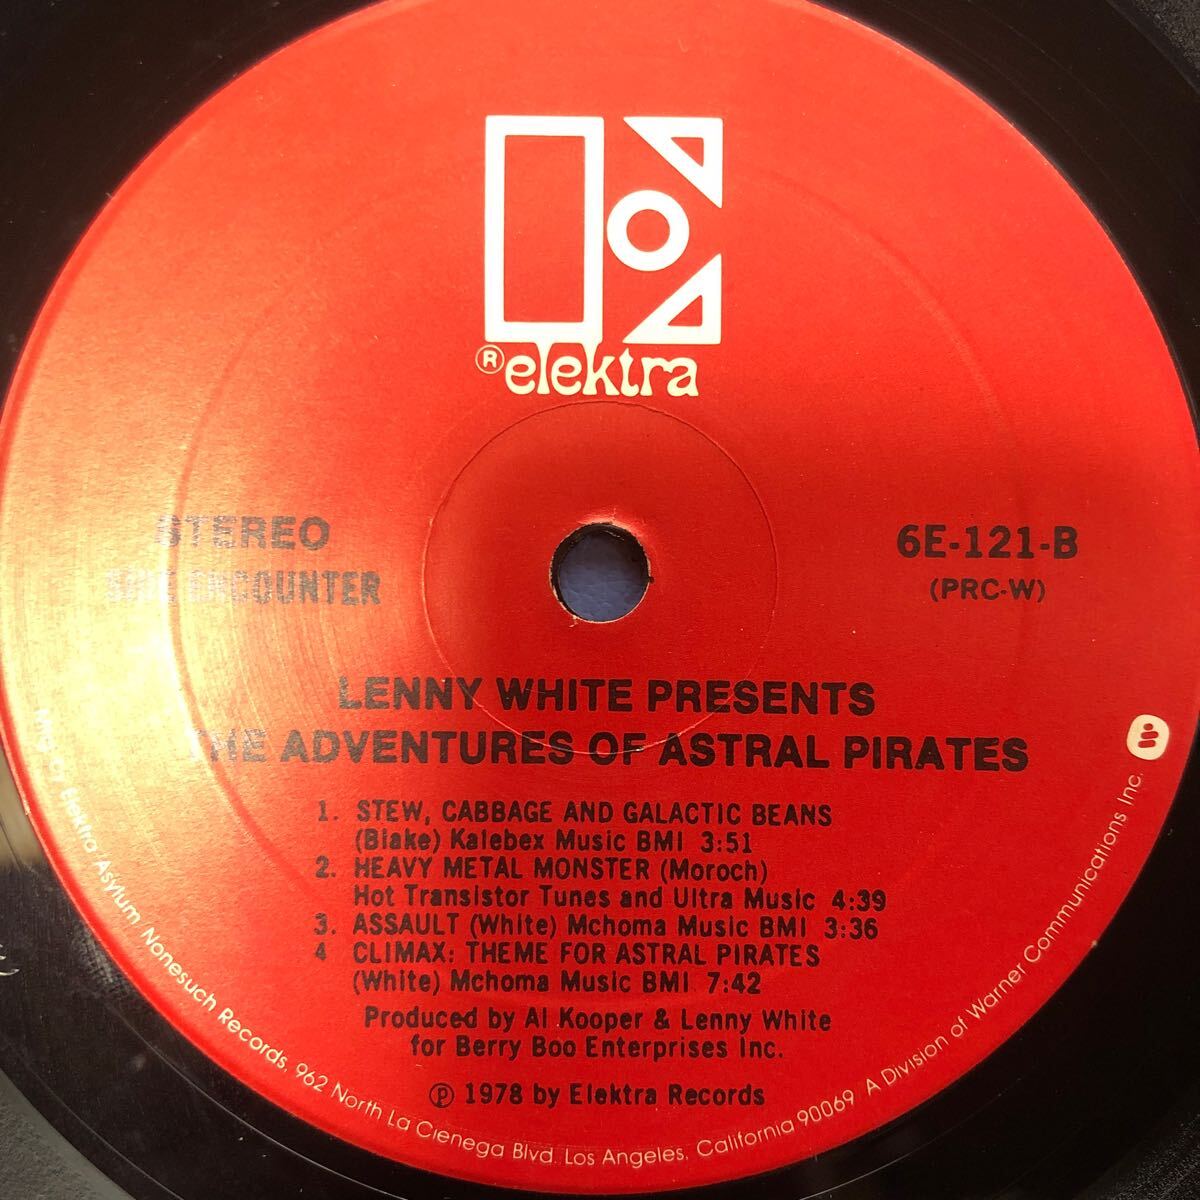 ® elektra
STEREO
SIDE ENCOUNTER
6E-121-B
(PRC-W)
LENNY WHITE PRESENTS
THE ADVENTURES OF ASTRAL PIRATES
1. STEW, CABBAGE AND GALACTIC BEANS
(Blake) Kalebex Music BMI 3:51
2. HEAVY METAL MONSTER (Moroch)
Hot Transistor Tunes and Ultra Music 4:39
3. ASSAULT (White) Mchoma Music BMI 3:36
4 CLIMAX: THEME FOR ASTRAL PIRATES
(White) Mchoma Music BMI 7:42
Produced by Al Kooper & Lenny White
for Berry Boo Enterprises Inc.
℗ 1978 by Elektra Records
Mfg. by Elektra Asylum Nonesuch Records, 962 North La Cienega Blvd. Los Angeles, California 90069 A Division of Warner Communications Inc.